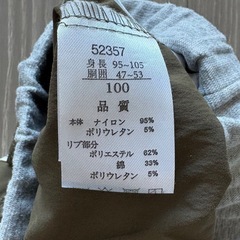 52357
身長 95~105
胴囲 47~53
100
品質
本体 ナイロン 95%
ポリウレタン 5%
リブ部分
ポリエステル 62%
綿 33%
ポリウレタン 5%